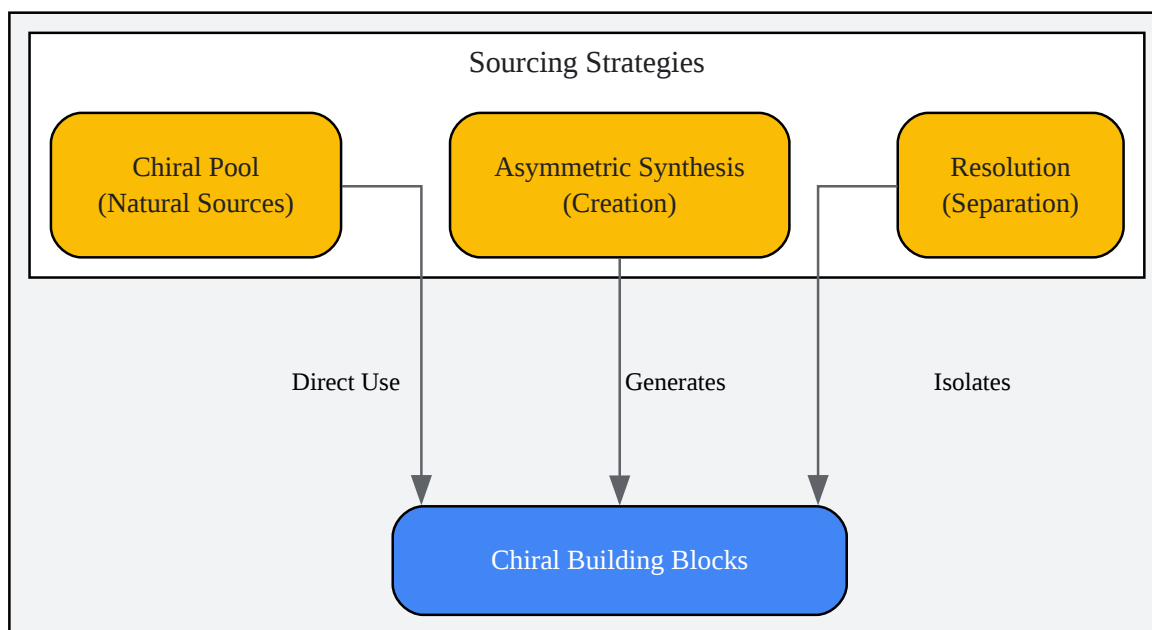 Sourcing Strategies
Chiral Pool
(Natural Sources)
Asymmetric Synthesis
(Creation)
Resolution
(Separation)
Direct Use
Generates
Isolates
Chiral Building Blocks